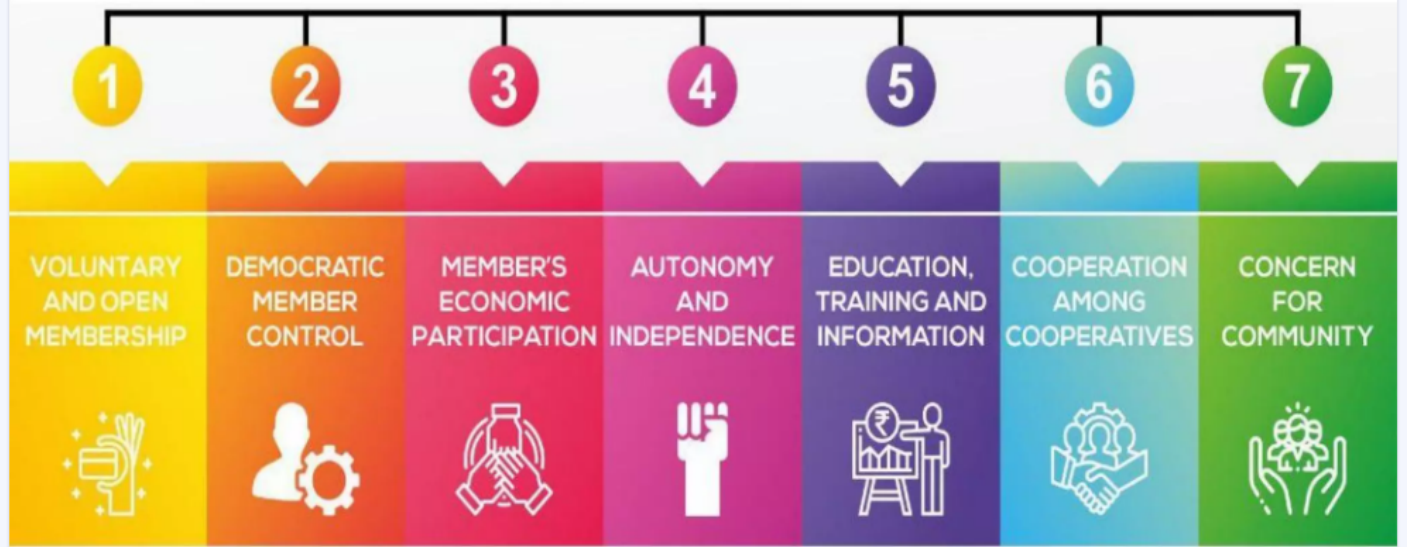 1
2
3
4
5
6
7
VOLUNTARY
AND OPEN
MEMBERSHIP
DEMOCRATIC
MEMBER
CONTROL
MEMBER'S
ECONOMIC
PARTICIPATION
AUTONOMY
AND
INDEPENDENCE
EDUCATION,
TRAINING AND
INFORMATION
COOPERATION
AMONG
COOPERATIVES
CONCERN
FOR
COMMUNITY
₹